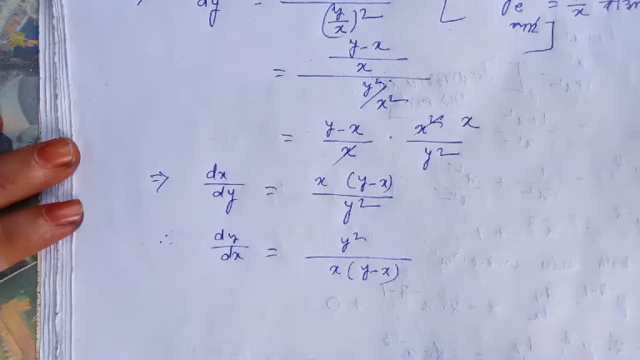 dy = (y/x)²
= ((y-x)/x)/(y²/x²)
= (y-x)/x · x² x/y²
⇒ dx/dy = x (y-x)/y²
∴ dy/dx = y²/x(y-x)